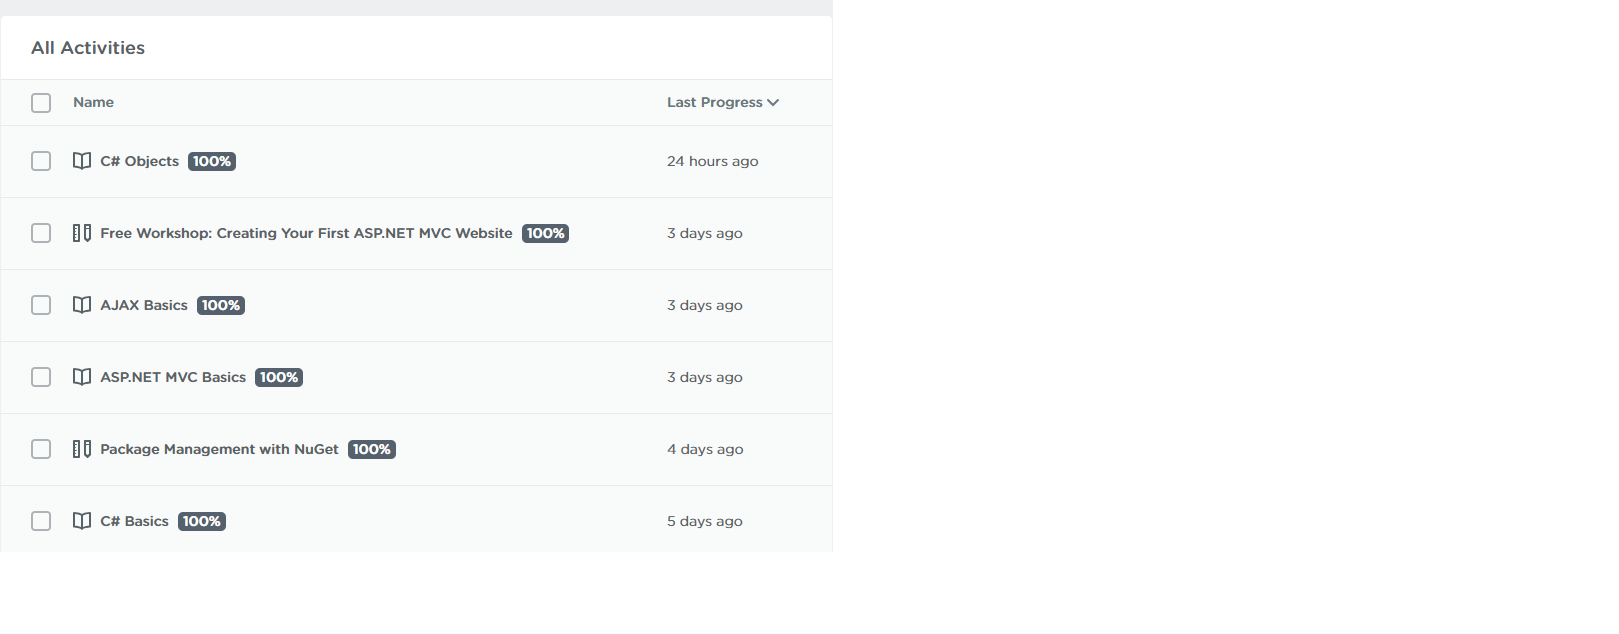 All Activities
Name Last Progress
C# Objects 100% 24 hours ago
Free Workshop: Creating Your First ASP.NET MVC Website 100% 3 days ago
AJAX Basics 100% 3 days ago
ASP.NET MVC Basics 100% 3 days ago
Package Management with NuGet 100% 4 days ago
C# Basics 100% 5 days ago